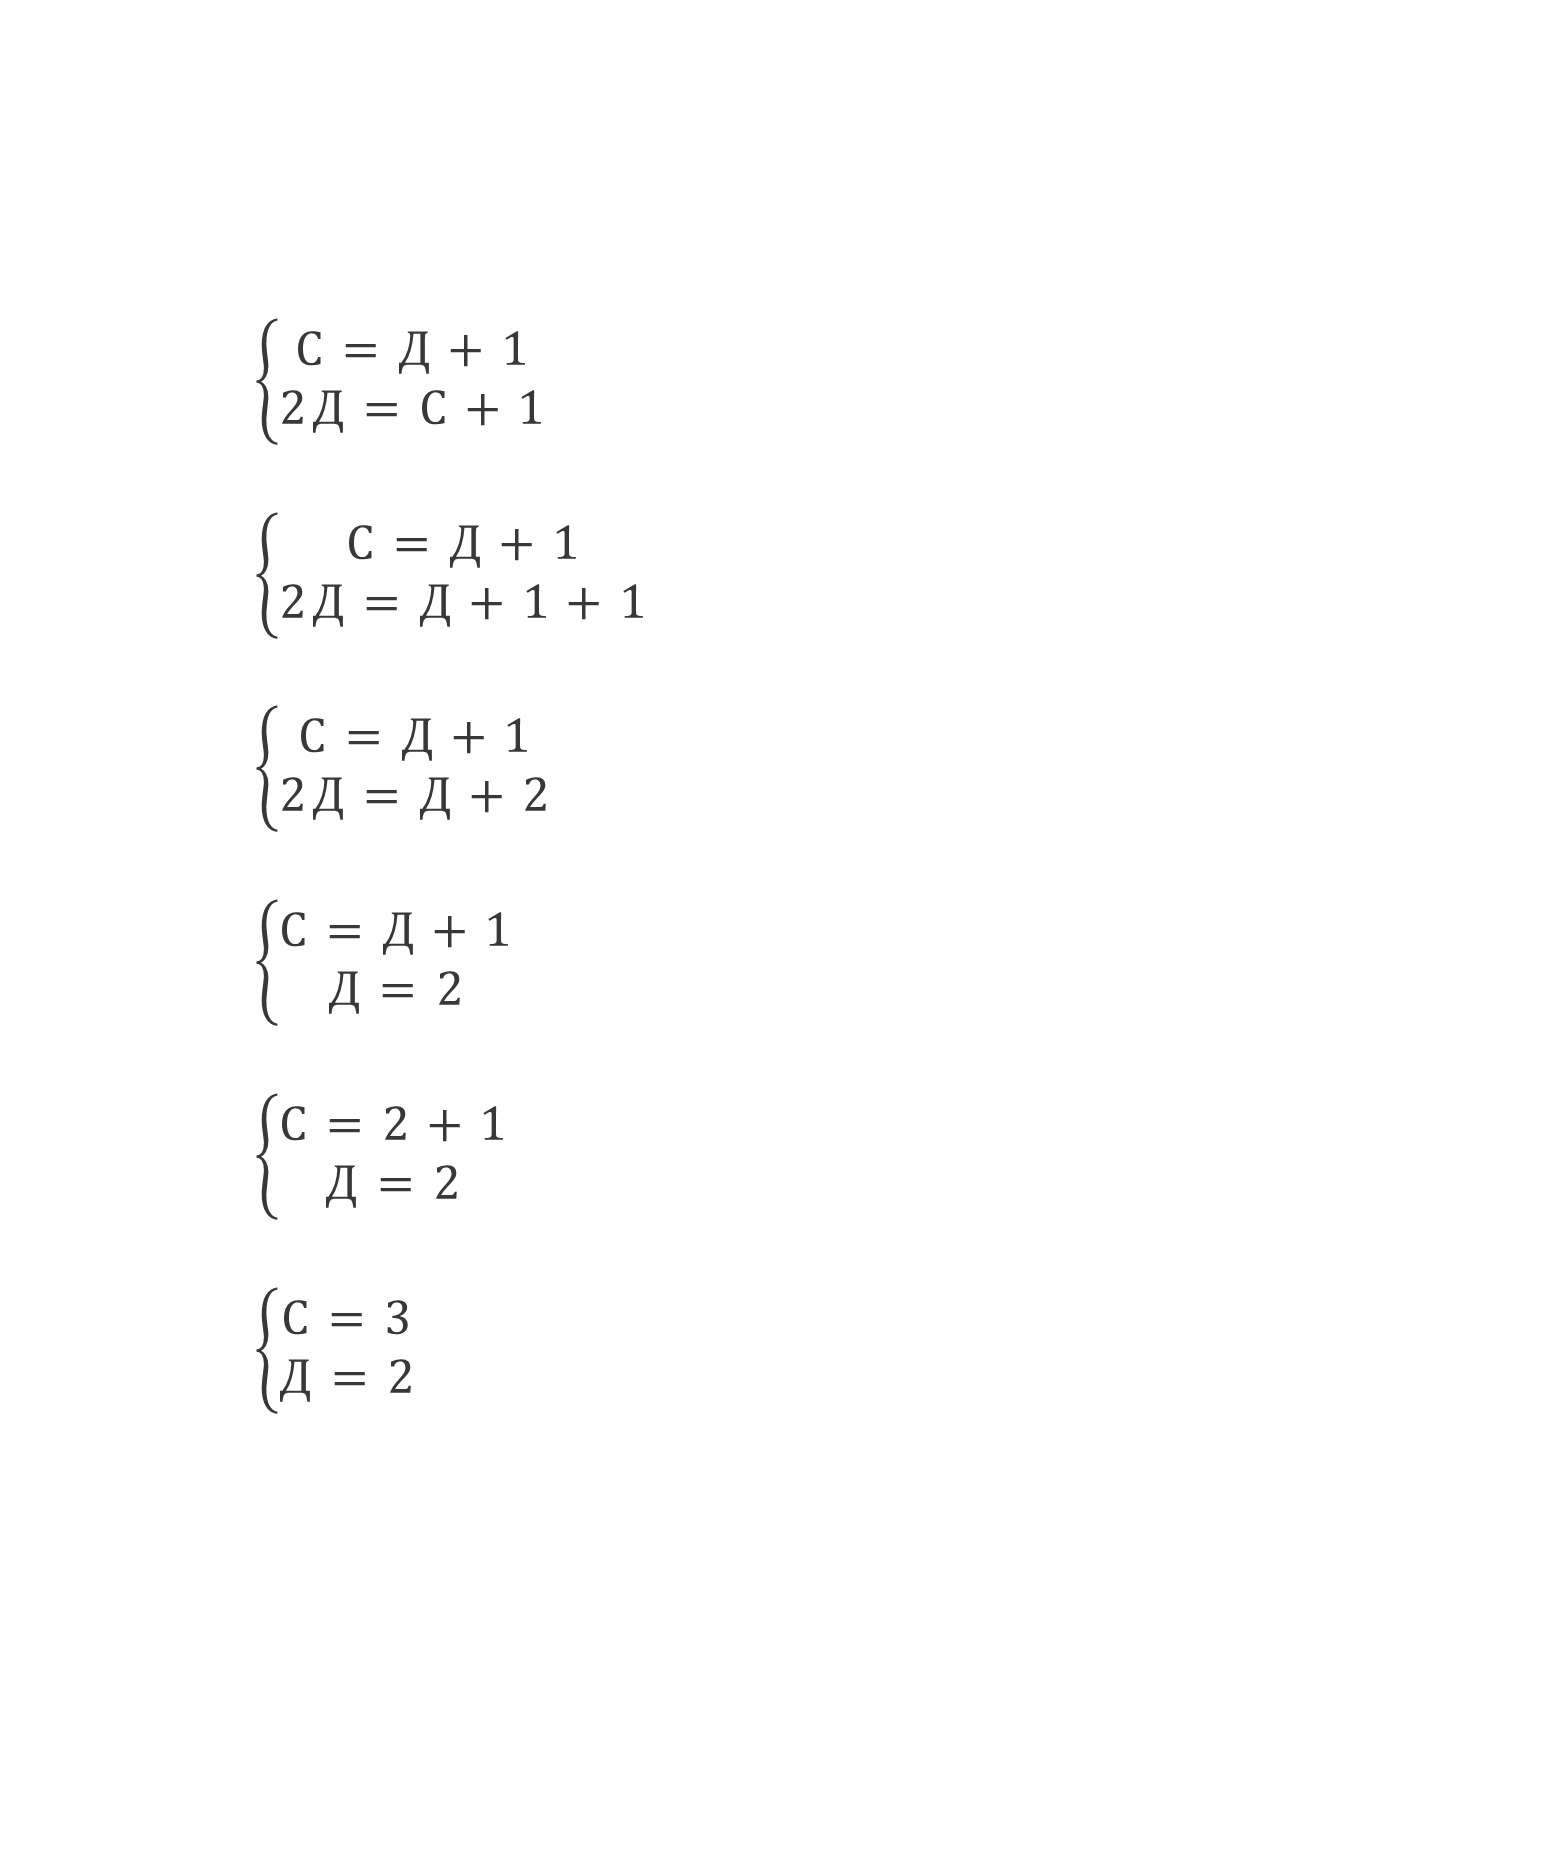 С = Д + 1
2Д = С + 1
С = Д + 1
2Д = Д + 1 + 1
С = Д + 1
2Д = Д + 2
С = Д + 1
Д = 2
С = 2 + 1
Д = 2
С = 3
Д = 2